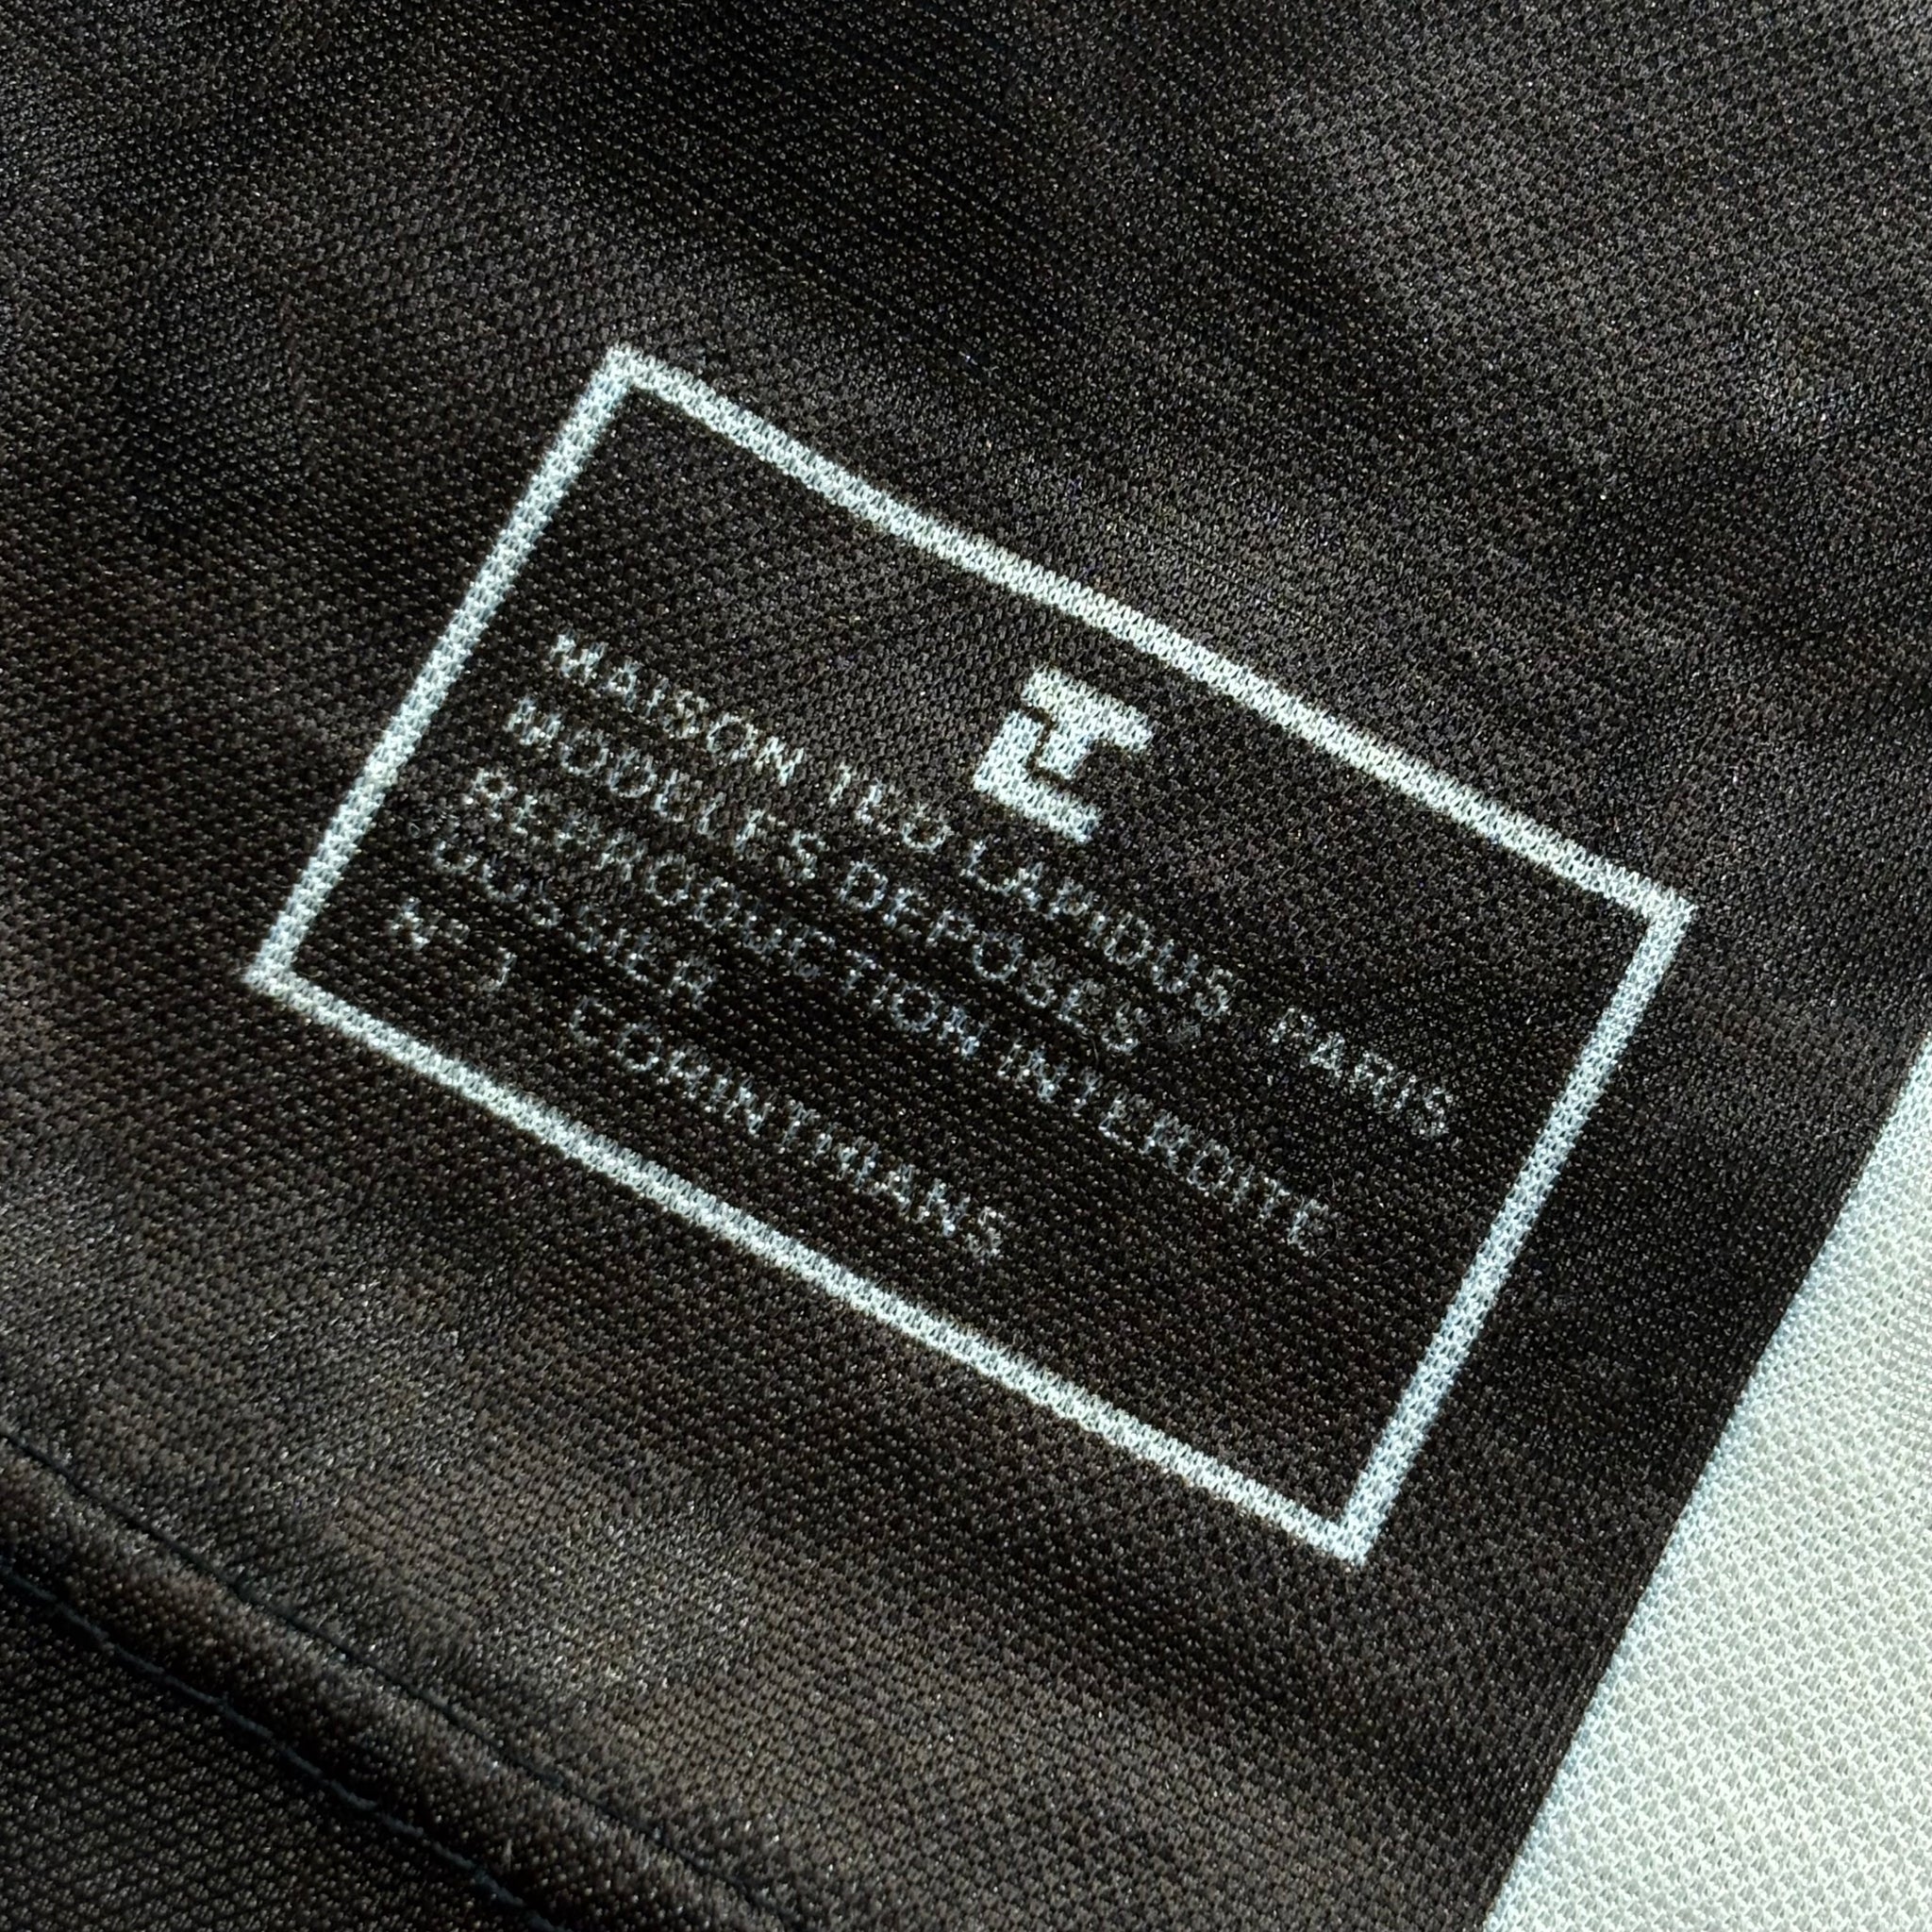 MAISON TED LAPIDUS PARIS
MODELES DEPOSES
REPRODUCTION INTERDITE
DOSSIER
N° 1 CORINTHIANS